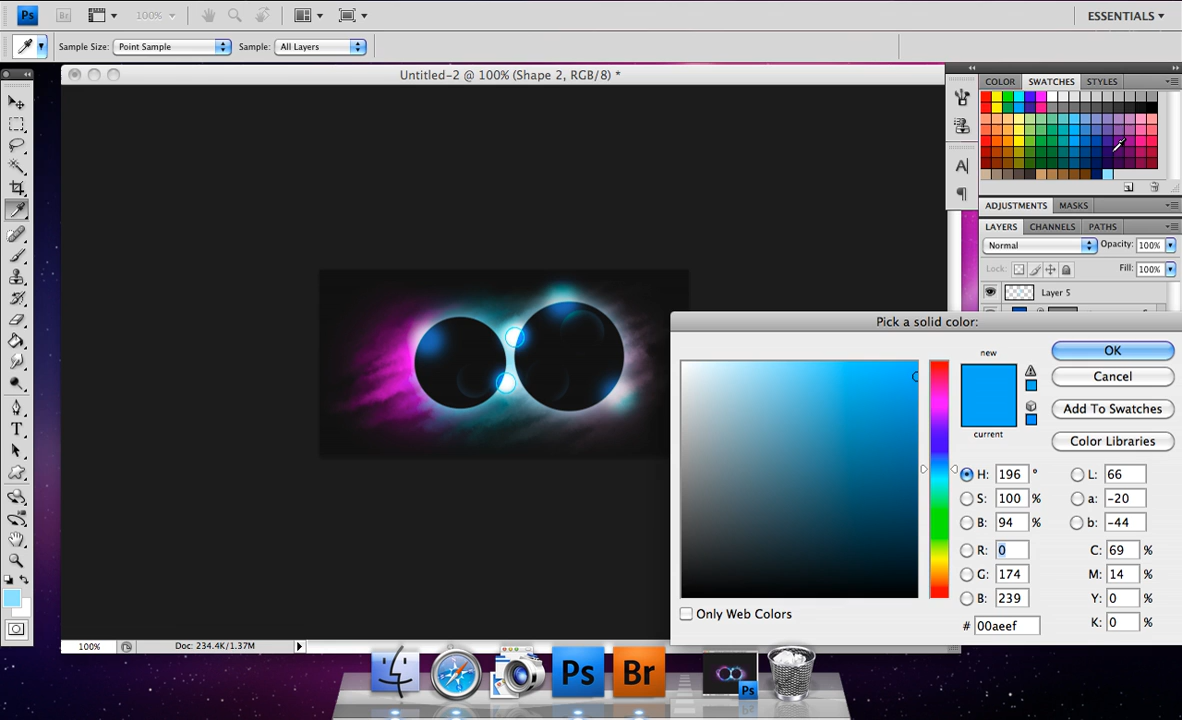 Ps Br 100% ESSENTIALS
Sample Size: Point Sample Sample: All Layers
Untitled-2 @ 100% (Shape 2, RGB/8) *
COLOR SWATCHES STYLES
A
ADJUSTMENTS MASKS
LAYERS CHANNELS PATHS
Normal Opacity: 100%
Lock: Fill: 100%
Layer 5
Pick a solid color:
new
OK
Cancel
Add To Swatches
current
Color Libraries
H: 196 ° L: 66
S: 100 % a: -20
B: 94 % b: -44
R: 0 C: 69 %
G: 174 M: 14 %
B: 239 Y: 0 %
Only Web Colors # 00aeef K: 0 %
T
100% Doc: 234.4K/1.37M
Ps Br Ps